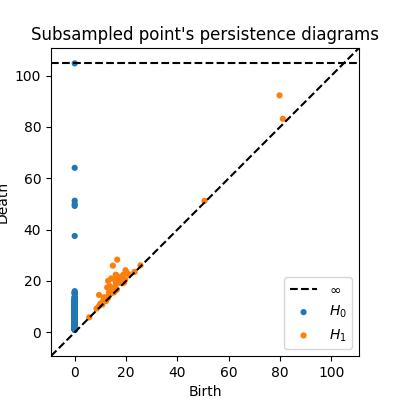 Subsampled point's persistence diagrams
100
80
60
40
20
0
Death
0 20 40 60 80 100
Birth
∞
H₀
H₁